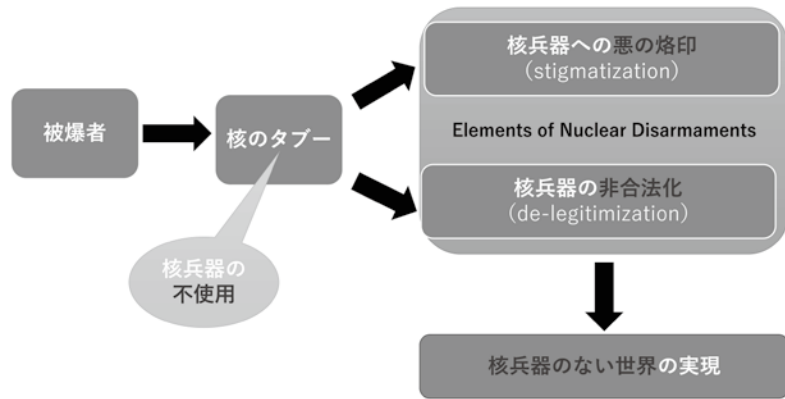 核兵器への悪の烙印
(stigmatization)
被爆者
核のタブー
Elements of Nuclear Disarmaments
核兵器の非合法化
(de-legitimization)
核兵器の
不使用
核兵器のない世界の実現